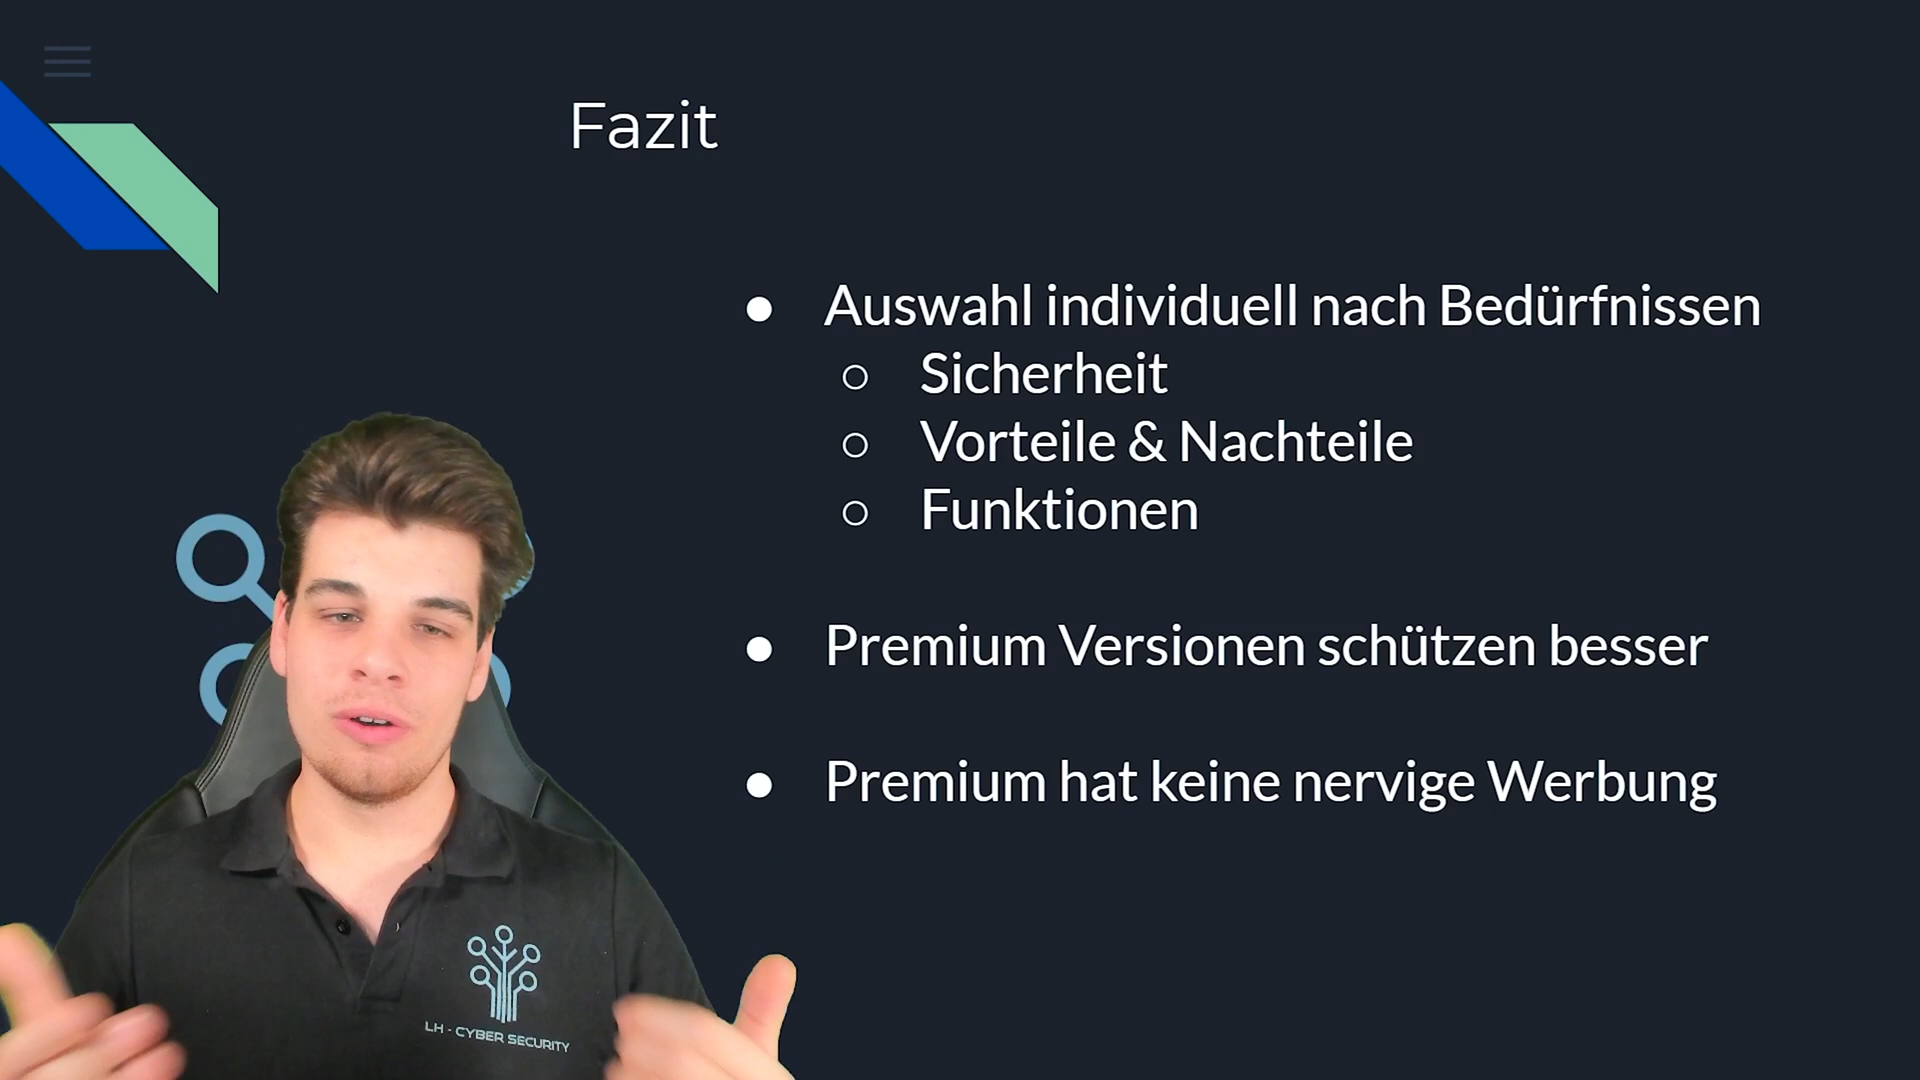 Fazit
● Auswahl individuell nach Bedürfnissen
○ Sicherheit
○ Vorteile & Nachteile
○ Funktionen
● Premium Versionen schützen besser
● Premium hat keine nervige Werbung
LH - CYBER SECURITY